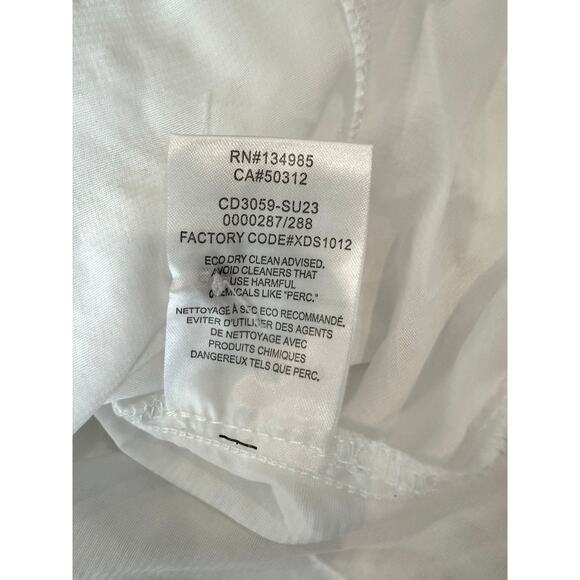 RN#134985
CA#50312
CD3059-SU23
0000287/288
FACTORY CODE#XDS1012
ECO DRY CLEAN ADVISED.
AVOID CLEANERS THAT
USE HARMFUL
CHEMICALS LIKE "PERC."
NETTOYAGE À SEC ECO RECOMMANDÉ.
EVITER D'UTILISER DES AGENTS
DE NETTOYAGE AVEC
PRODUITS CHIMIQUES
DANGEREUX TELS QUE PERC.